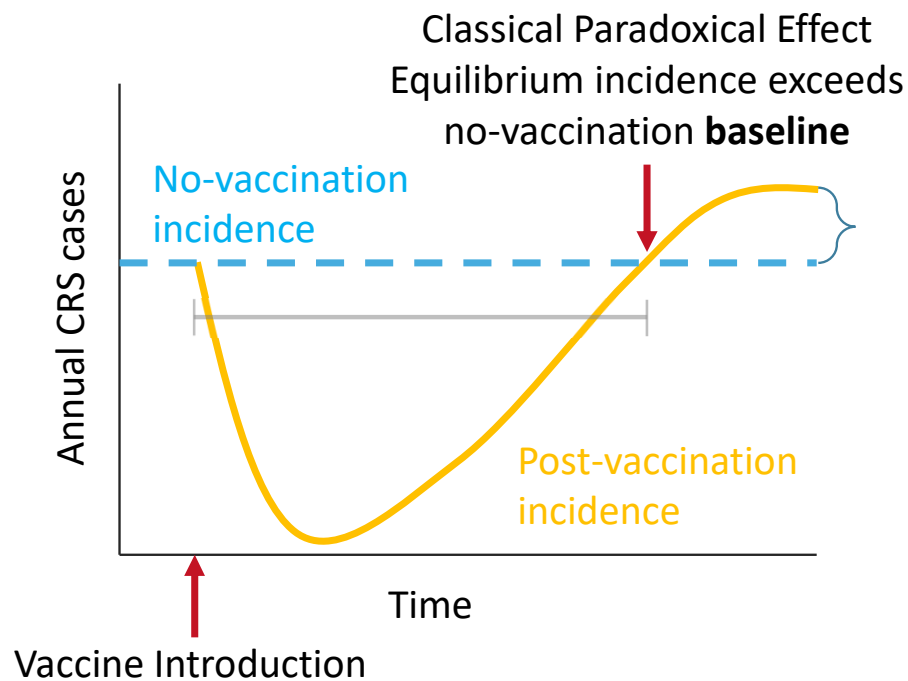 Classical Paradoxical Effect
Equilibrium incidence exceeds
no-vaccination baseline
No-vaccination
incidence
Annual CRS cases
Post-vaccination
incidence
Time
Vaccine Introduction